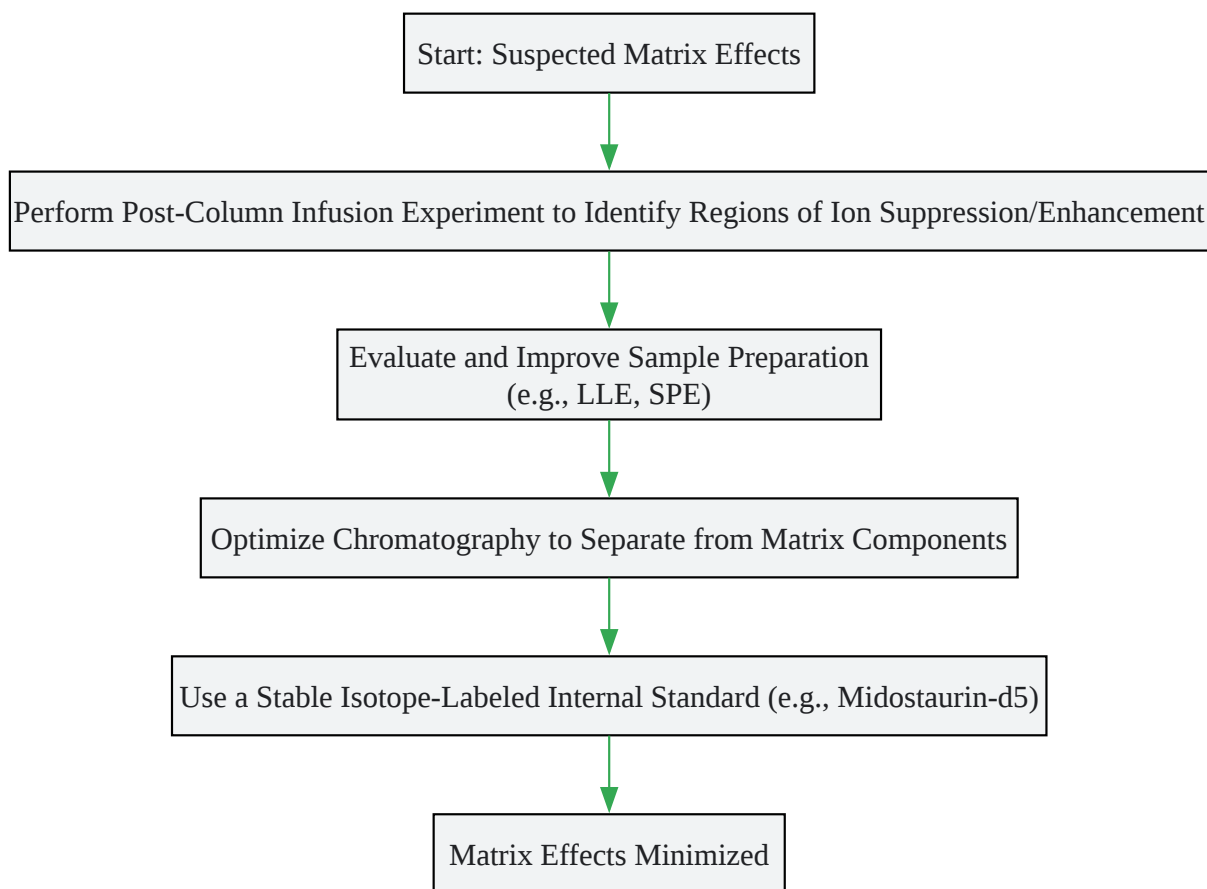 Start: Suspected Matrix Effects
Perform Post-Column Infusion Experiment to Identify Regions of Ion Suppression/Enhancement
Evaluate and Improve Sample Preparation
(e.g., LLE, SPE)
Optimize Chromatography to Separate from Matrix Components
Use a Stable Isotope-Labeled Internal Standard (e.g., Midostaurin-d5)
Matrix Effects Minimized